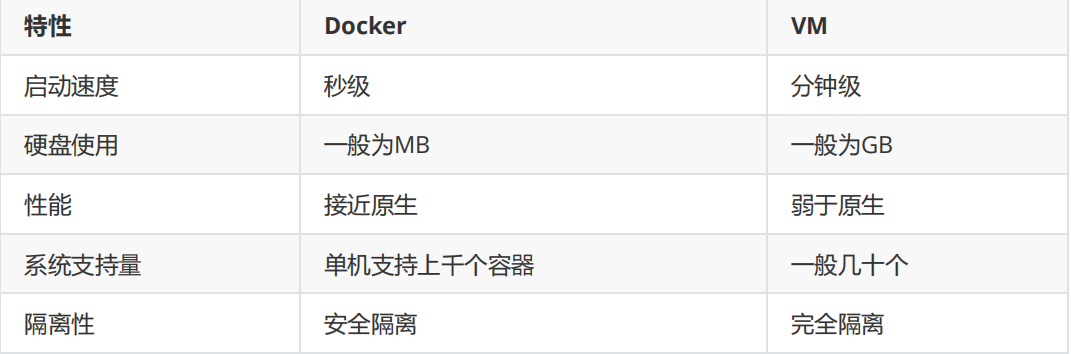 特性 Docker VM
启动速度 秒级 分钟级
硬盘使用 一般为MB 一般为GB
性能 接近原生 弱于原生
系统支持量 单机支持上千个容器 一般几十个
隔离性 安全隔离 完全隔离